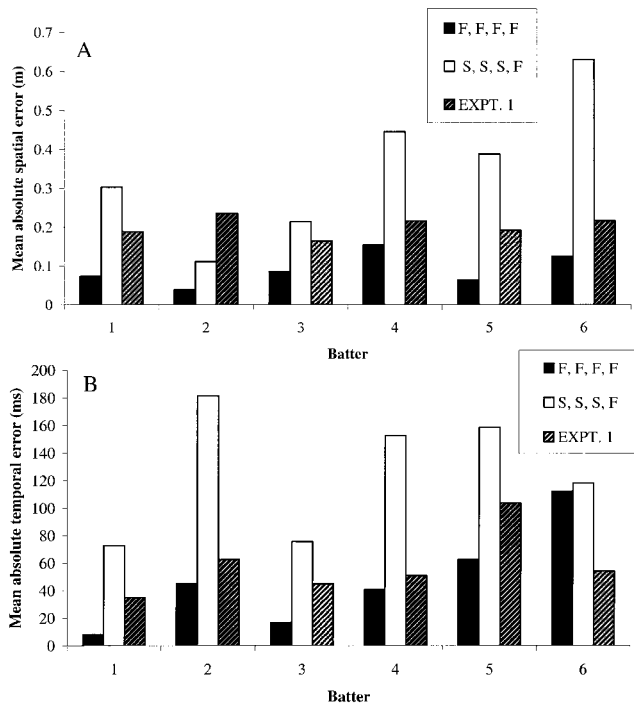 A
Mean absolute spatial error (m)
0.7
0.6
0.5
0.4
0.3
0.2
0.1
0
F, F, F, F
S, S, S, F
EXPT. 1
1 2 3 4 5 6
Batter
B
Mean absolute temporal error (ms)
200
180
160
140
120
100
80
60
40
20
0
F, F, F, F
S, S, S, F
EXPT. 1
1 2 3 4 5 6
Batter